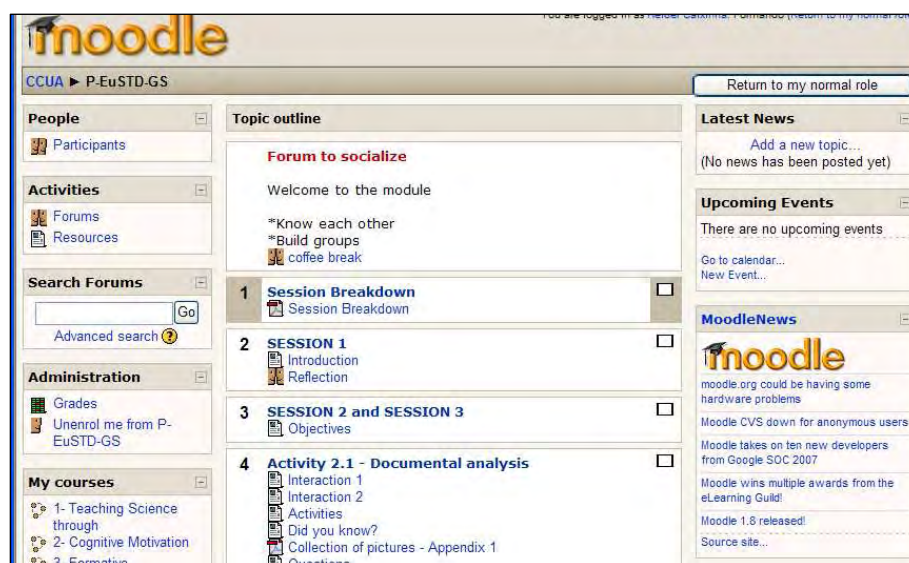 You are logged in as Helder Caixinha: Formando (Return to my normal role
moodle
CCUA ► P-EuSTD-GS
Return to my normal role
People
Participants
Activities
Forums
Resources
Search Forums
Go
Advanced search ?
Administration
Grades
Unenrol me from P-
EuSTD-GS
My courses
1- Teaching Science
through
2- Cognitive Motivation
3- Formative
Topic outline
Forum to socialize
Welcome to the module
*Know each other
*Build groups
coffee break
1 Session Breakdown
Session Breakdown
2 SESSION 1
Introduction
Reflection
3 SESSION 2 and SESSION 3
Objectives
4 Activity 2.1 - Documental analysis
Interaction 1
Interaction 2
Activities
Did you know?
Collection of pictures - Appendix 1
Questions
Latest News
Add a new topic...
(No news has been posted yet)
Upcoming Events
There are no upcoming events
Go to calendar...
New Event...
MoodleNews
moodle
moodle.org could be having some
hardware problems
Moodle CVS down for anonymous users
Moodle takes on ten new developers
from Google SOC 2007
Moodle wins multiple awards from the
eLearning Guild!
Moodle 1.8 released!
Source site...